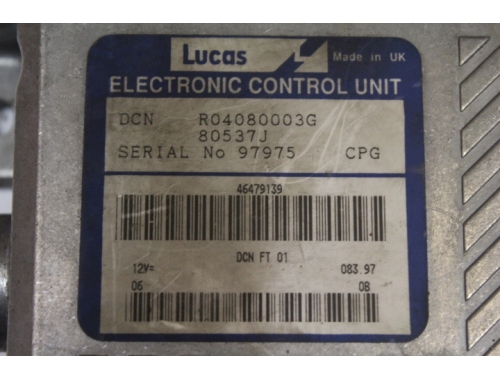 Lucas Made in UK
ELECTRONIC CONTROL UNIT
DCN R04080003G
80537J
SERIAL No 97975 CPG
46479139
DCN FT 01
12V= 083.97
06 08